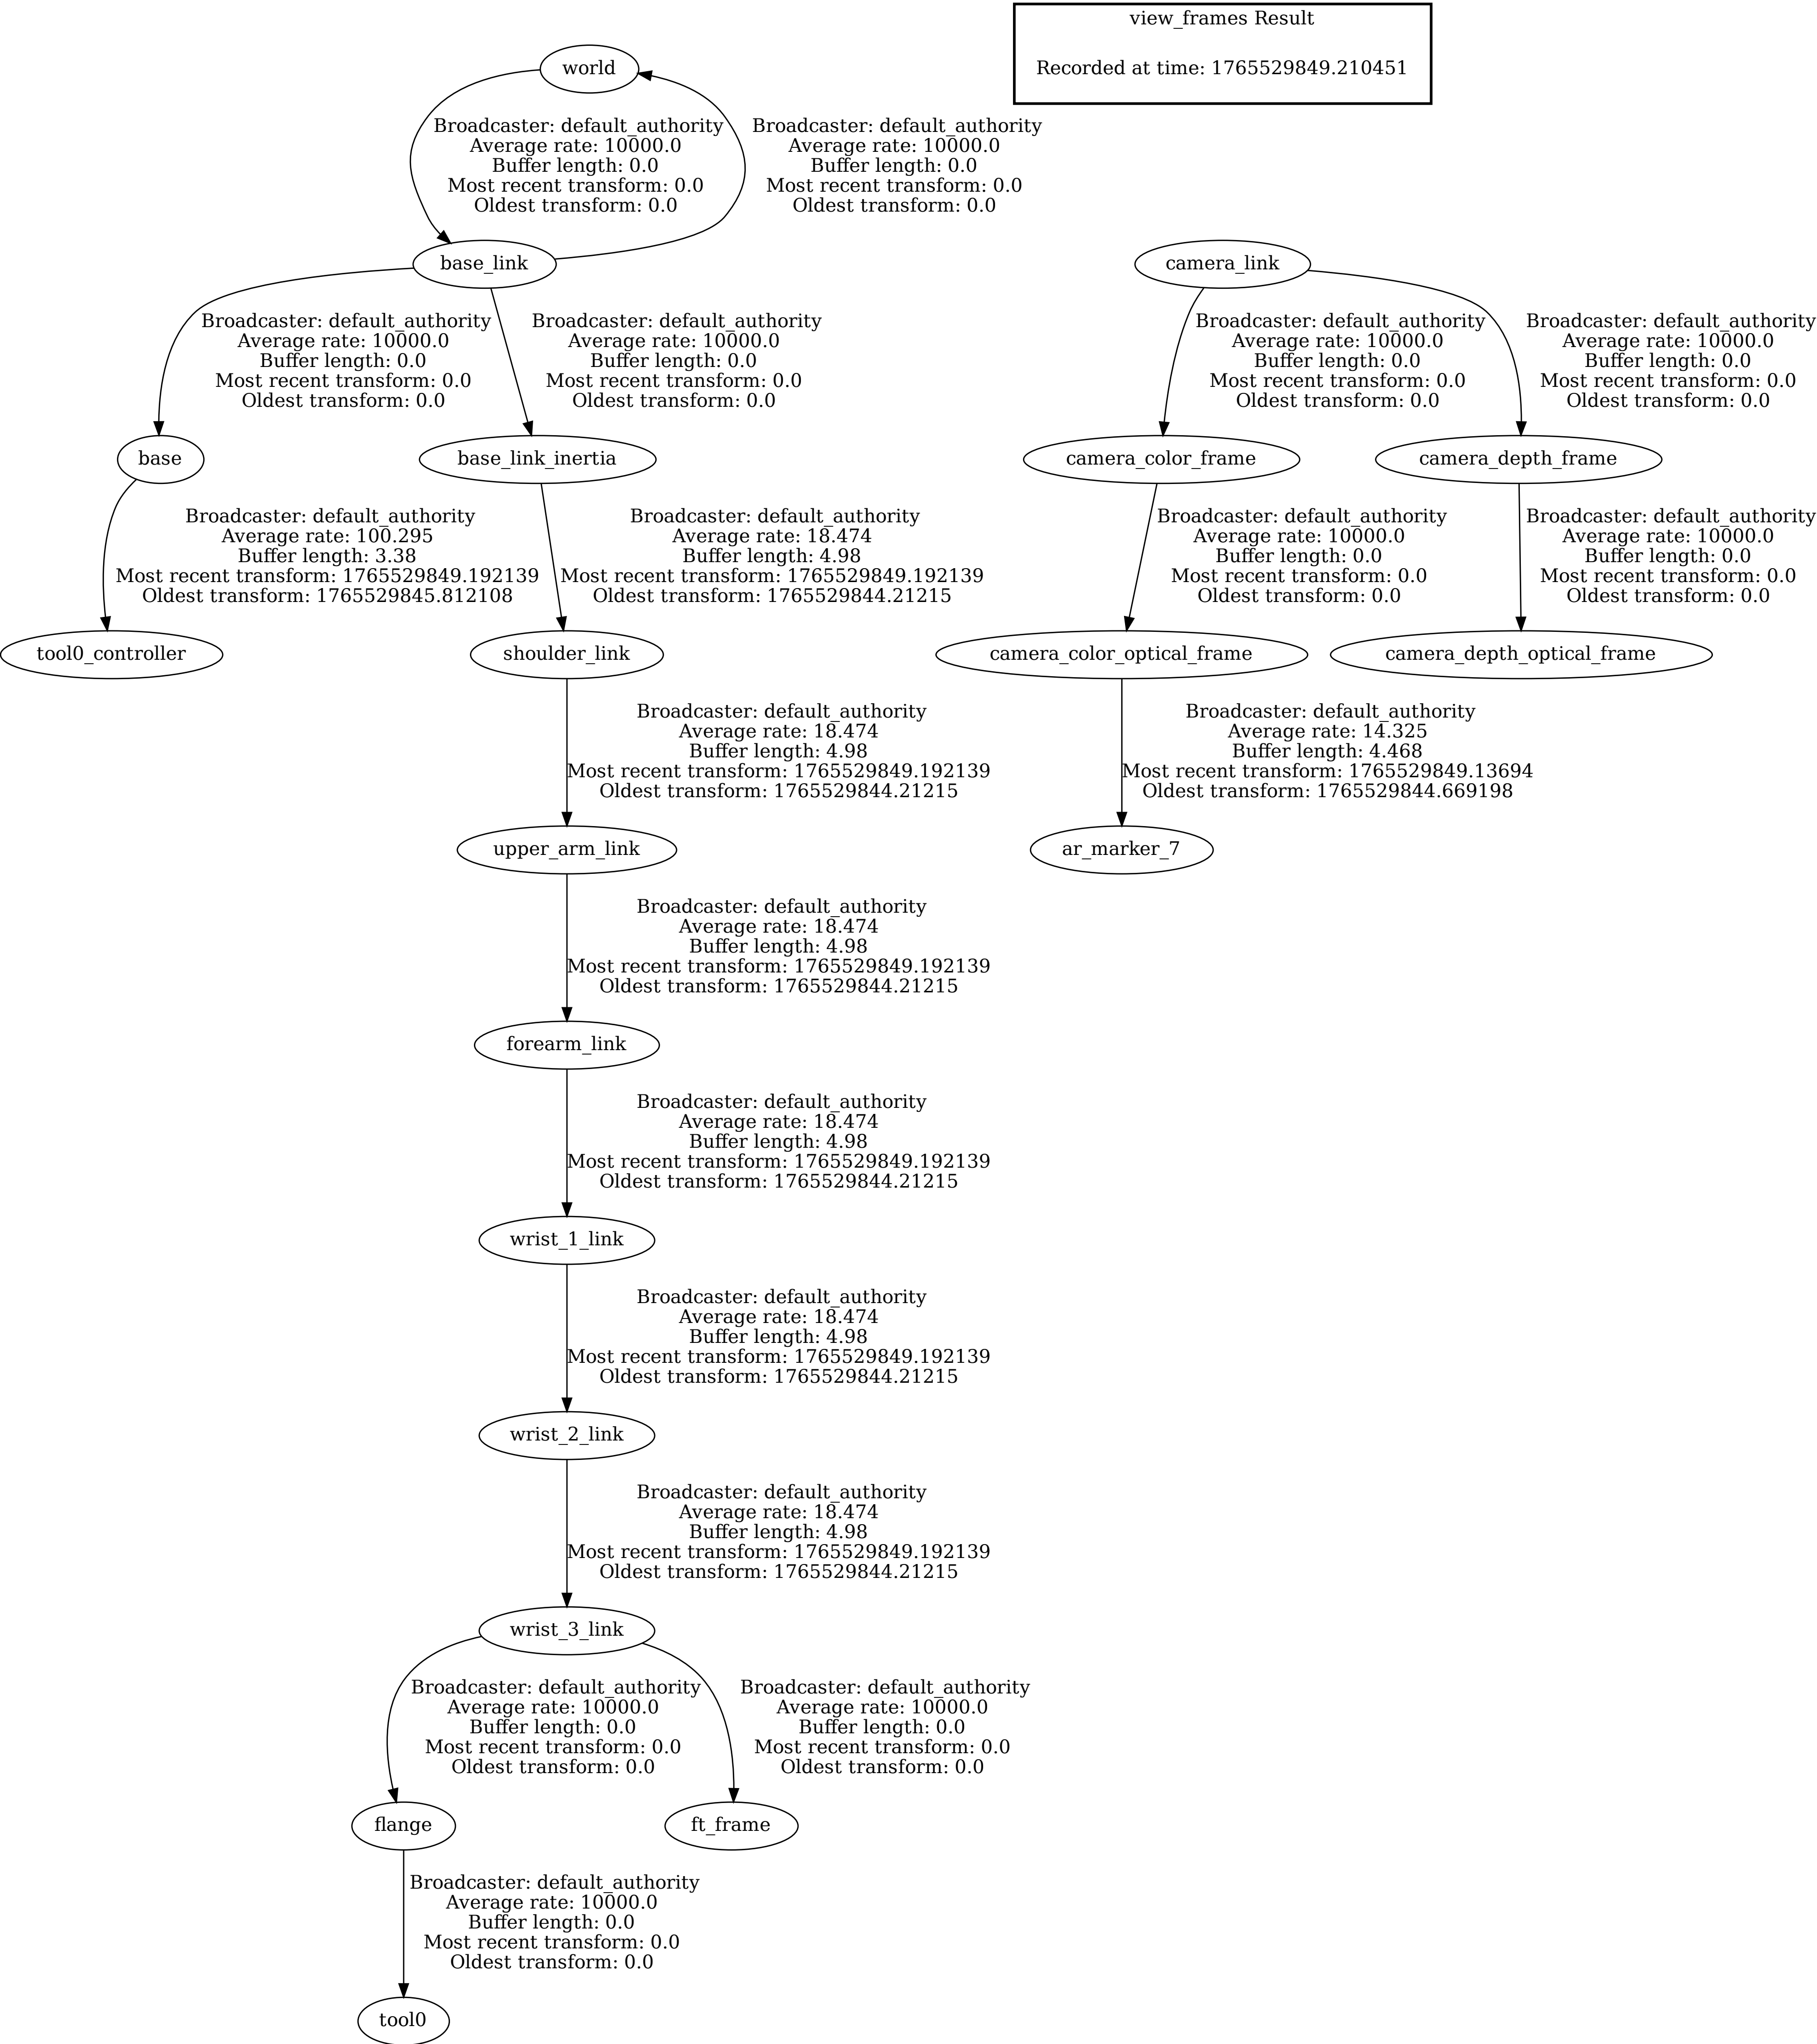 view_frames Result
Recorded at time: 1765529849.210451
world
Broadcaster: default_authority
Average rate: 10000.0
Buffer length: 0.0
Most recent transform: 0.0
Oldest transform: 0.0
Broadcaster: default_authority
Average rate: 10000.0
Buffer length: 0.0
Most recent transform: 0.0
Oldest transform: 0.0
base_link
camera_link
Broadcaster: default_authority
Average rate: 10000.0
Buffer length: 0.0
Most recent transform: 0.0
Oldest transform: 0.0
Broadcaster: default_authority
Average rate: 10000.0
Buffer length: 0.0
Most recent transform: 0.0
Oldest transform: 0.0
Broadcaster: default_authority
Average rate: 10000.0
Buffer length: 0.0
Most recent transform: 0.0
Oldest transform: 0.0
Broadcaster: default_authority
Average rate: 10000.0
Buffer length: 0.0
Most recent transform: 0.0
Oldest transform: 0.0
base
base_link_inertia
camera_color_frame
camera_depth_frame
Broadcaster: default_authority
Average rate: 100.295
Buffer length: 3.38
Most recent transform: 1765529849.192139
Oldest transform: 1765529845.812108
Broadcaster: default_authority
Average rate: 18.474
Buffer length: 4.98
Most recent transform: 1765529849.192139
Oldest transform: 1765529844.21215
Broadcaster: default_authority
Average rate: 10000.0
Buffer length: 0.0
Most recent transform: 0.0
Oldest transform: 0.0
Broadcaster: default_authority
Average rate: 10000.0
Buffer length: 0.0
Most recent transform: 0.0
Oldest transform: 0.0
tool0_controller
shoulder_link
camera_color_optical_frame
camera_depth_optical_frame
Broadcaster: default_authority
Average rate: 18.474
Buffer length: 4.98
Most recent transform: 1765529849.192139
Oldest transform: 1765529844.21215
Broadcaster: default_authority
Average rate: 14.325
Buffer length: 4.468
Most recent transform: 1765529849.13694
Oldest transform: 1765529844.669198
upper_arm_link
ar_marker_7
Broadcaster: default_authority
Average rate: 18.474
Buffer length: 4.98
Most recent transform: 1765529849.192139
Oldest transform: 1765529844.21215
forearm_link
Broadcaster: default_authority
Average rate: 18.474
Buffer length: 4.98
Most recent transform: 1765529849.192139
Oldest transform: 1765529844.21215
wrist_1_link
Broadcaster: default_authority
Average rate: 18.474
Buffer length: 4.98
Most recent transform: 1765529849.192139
Oldest transform: 1765529844.21215
wrist_2_link
Broadcaster: default_authority
Average rate: 18.474
Buffer length: 4.98
Most recent transform: 1765529849.192139
Oldest transform: 1765529844.21215
wrist_3_link
Broadcaster: default_authority
Average rate: 10000.0
Buffer length: 0.0
Most recent transform: 0.0
Oldest transform: 0.0
Broadcaster: default_authority
Average rate: 10000.0
Buffer length: 0.0
Most recent transform: 0.0
Oldest transform: 0.0
flange
ft_frame
Broadcaster: default_authority
Average rate: 10000.0
Buffer length: 0.0
Most recent transform: 0.0
Oldest transform: 0.0
tool0